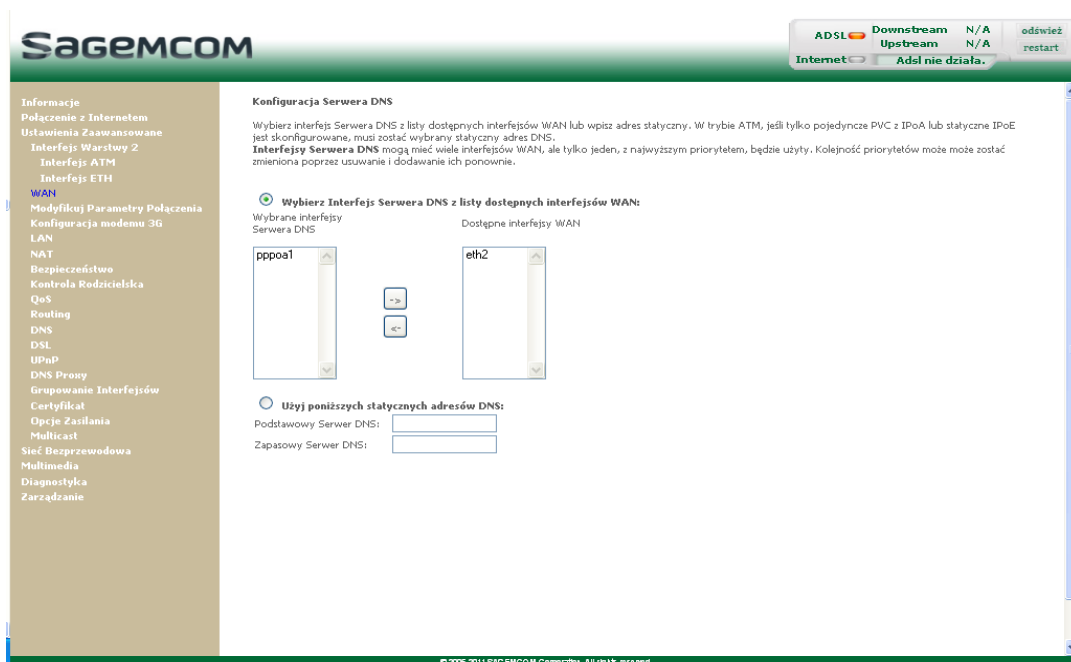 Sagemcom
ADSL Downstream N/A
Upstream N/A
Internet Adsl nie działa.
odśwież
restart
Informacje
Połączenie z Internetem
Ustawienia Zaawansowane
Interfejs Warstwy 2
Interfejs ATM
Interfejs ETH
WAN
Modyfikuj Parametry Połączenia
Konfiguracja modemu 3G
LAN
NAT
Bezpieczeństwo
Kontrola Rodzicielska
QoS
Routing
DNS
DSL
UPnP
DNS Proxy
Grupowanie Interfejsów
Certyfikat
Opcje Zasilania
Multicast
Sieć Bezprzewodowa
Multimedia
Diagnostyka
Zarządzanie
Konfiguracja Serwera DNS
Wybierz interfejs Serwera DNS z listy dostępnych interfejsów WAN lub wpisz adres statyczny. W trybie ATM, jeśli tylko pojedyncze PVC z IPoA lub statyczne IPoE
jest skonfigurowane, musi zostać wybrany statyczny adres DNS.
Interfejsy Serwera DNS mogą mieć wiele interfejsów WAN, ale tylko jeden, z najwyższym priorytetem, będzie użyty. Kolejność priorytetów może może zostać
zmieniona poprzez usuwanie i dodawanie ich ponownie.
Wybierz Interfejs Serwera DNS z listy dostępnych interfejsów WAN:
Wybrane interfejsy
Serwera DNS
Dostępne interfejsy WAN
pppoa1
eth2
->
<-
Użyj poniższych statycznych adresów DNS:
Podstawowy Serwer DNS:
Zapasowy Serwer DNS: